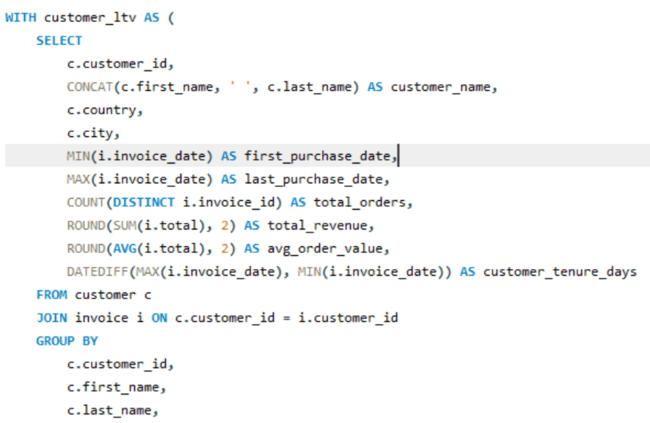 WITH customer_ltv AS (
SELECT
c.customer_id,
CONCAT(c.first_name, ' ', c.last_name) AS customer_name,
c.country,
c.city,
MIN(i.invoice_date) AS first_purchase_date,
MAX(i.invoice_date) AS last_purchase_date,
COUNT(DISTINCT i.invoice_id) AS total_orders,
ROUND(SUM(i.total), 2) AS total_revenue,
ROUND(AVG(i.total), 2) AS avg_order_value,
DATEDIFF(MAX(i.invoice_date), MIN(i.invoice_date)) AS customer_tenure_days
FROM customer c
JOIN invoice i ON c.customer_id = i.customer_id
GROUP BY
c.customer_id,
c.first_name,
c.last_name,